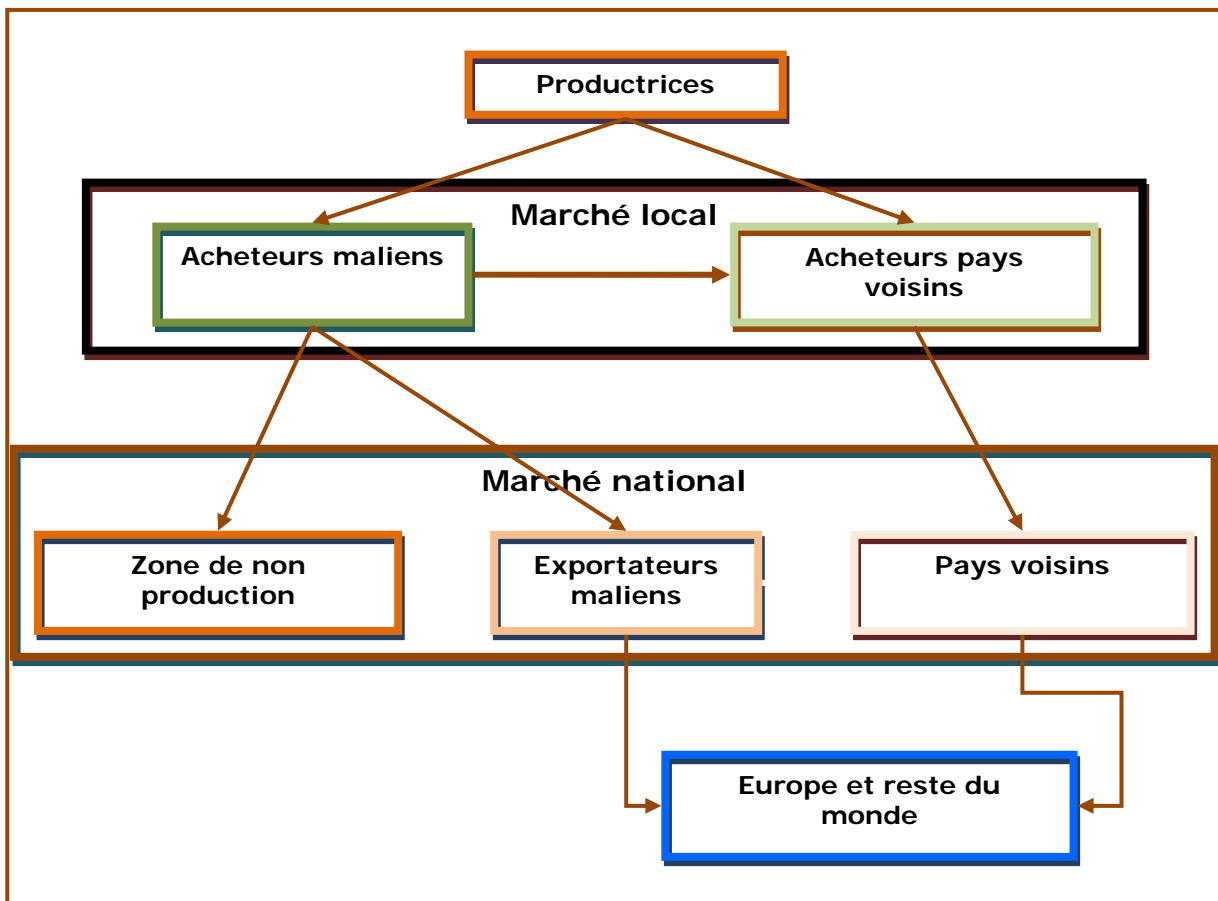 Productrices
Marché local
Acheteurs maliens
Acheteurs pays
voisins
Marché national
Zone de non
production
Exportateurs
maliens
Pays voisins
Europe et reste du
monde